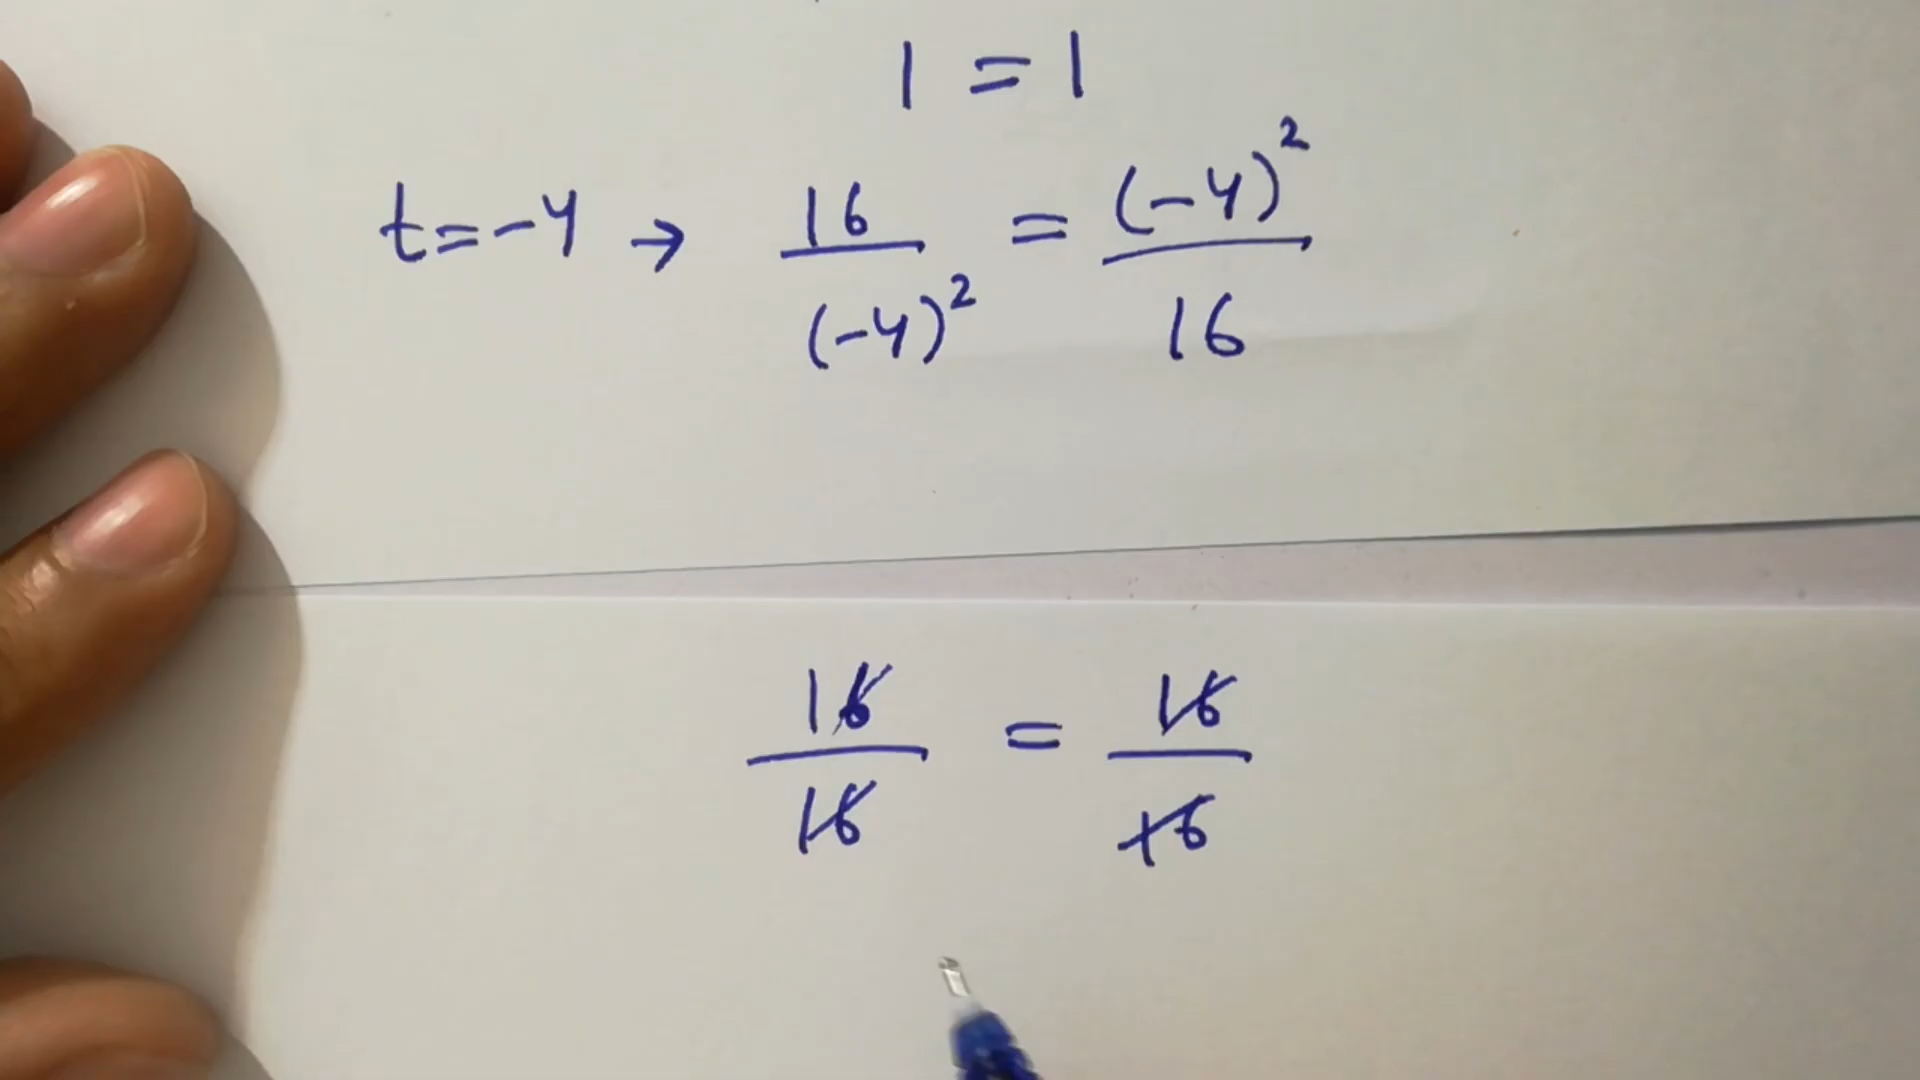 1 = 1
t=-4 → 16/(-4)² = (-4)²/16
16/16 = 16/16